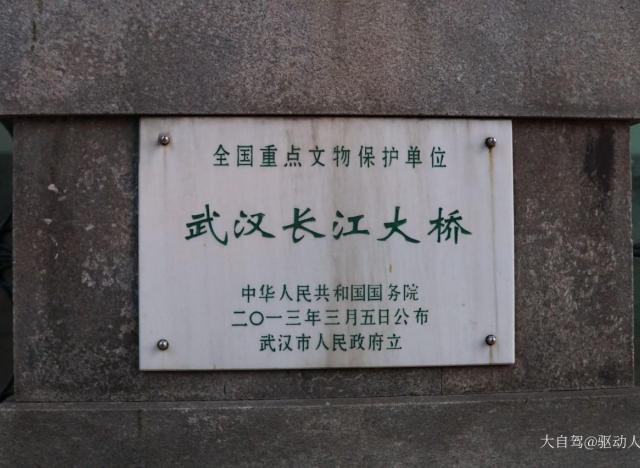 全国重点文物保护单位
武汉长江大桥
中华人民共和国国务院
二〇一三年三月五日公布
武汉市人民政府立
大自驾@驱动人